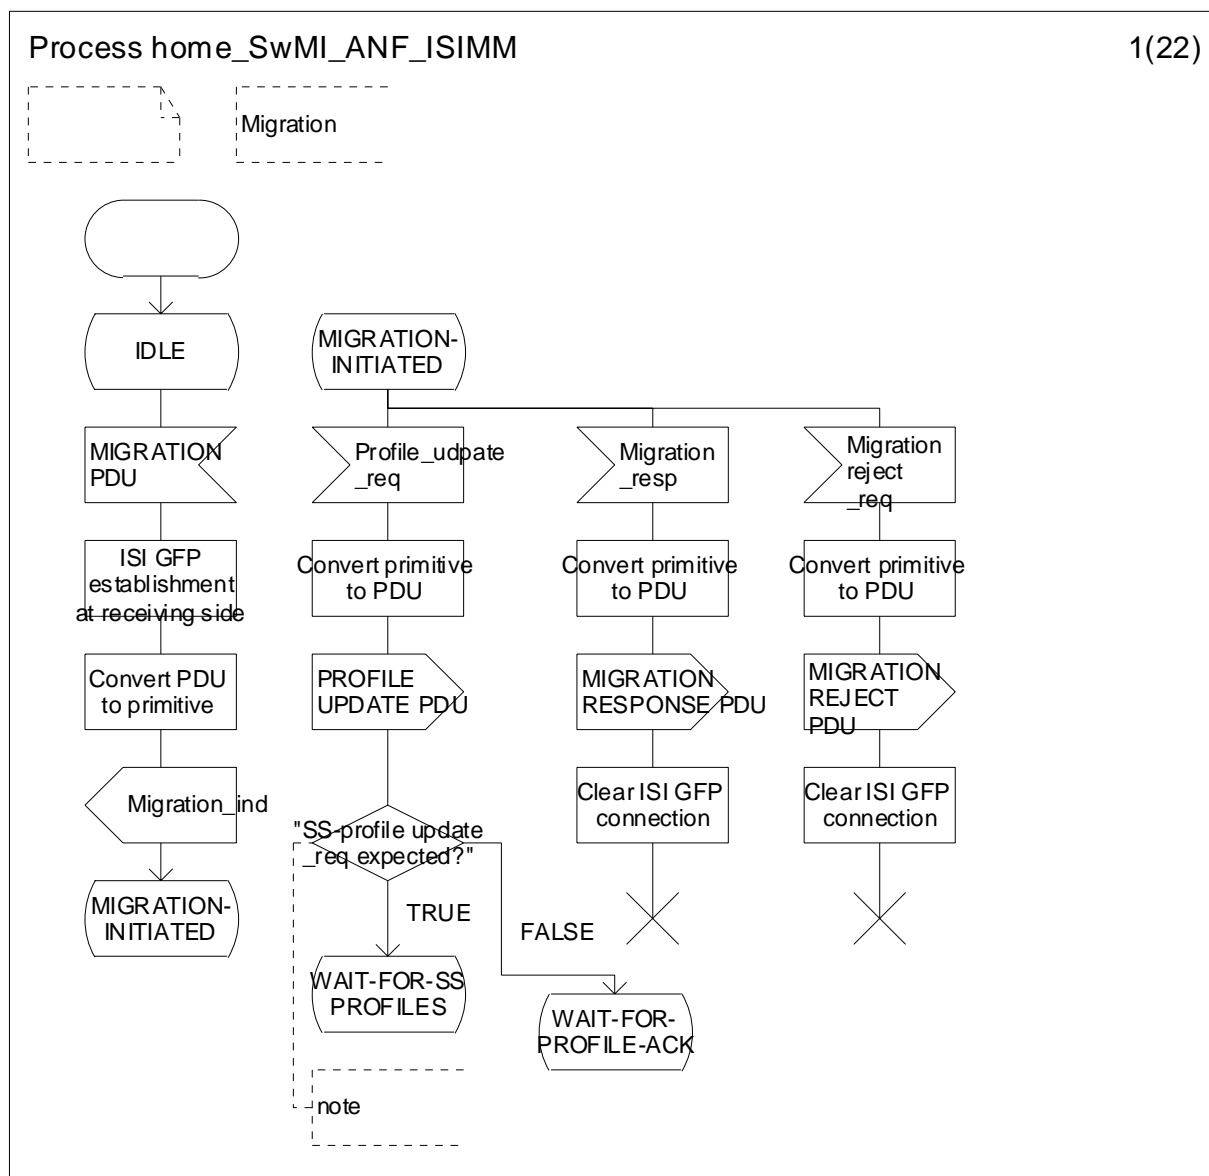 Process home_SwMI_ANF_ISIMM
1(22)
Migration
IDLE
MIGRATION
PDU
ISI GFP
establishment
at receiving side
Convert PDU
to primitive
Migration_ind
MIGRATION-
INITIATED
MIGRATION-
INITIATED
Profile_udpate
_req
Convert primitive
to PDU
PROFILE
UPDATE PDU
"SS-profile update
_req expected?"
TRUE
FALSE
WAIT-FOR-SS
PROFILES
WAIT-FOR-
PROFILE-ACK
note
Migration
_resp
Convert primitive
to PDU
MIGRATION
RESPONSE PDU
Clear ISI GFP
connection
Migration
reject
_req
Convert primitive
to PDU
MIGRATION
REJECT
PDU
Clear ISI GFP
connection